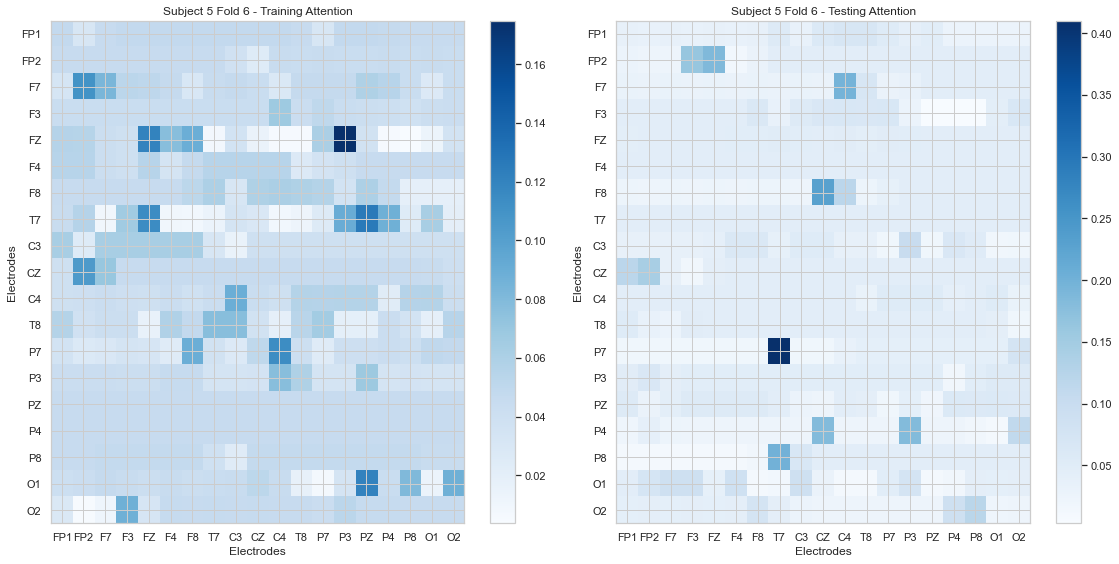 Subject 5 Fold 6 - Training Attention
FP1
FP2
F7
F3
FZ
F4
F8
T7
C3
CZ
C4
T8
P7
P3
PZ
P4
P8
O1
O2
Electrodes
FP1 FP2 F7 F3 FZ F4 F8 T7 C3 CZ C4 T8 P7 P3 PZ P4 P8 O1 O2
Electrodes
0.16
0.14
0.12
0.10
0.08
0.06
0.04
0.02
Subject 5 Fold 6 - Testing Attention
FP1
FP2
F7
F3
FZ
F4
F8
T7
C3
CZ
C4
T8
P7
P3
PZ
P4
P8
O1
O2
Electrodes
FP1 FP2 F7 F3 FZ F4 F8 T7 C3 CZ C4 T8 P7 P3 PZ P4 P8 O1 O2
Electrodes
0.40
0.35
0.30
0.25
0.20
0.15
0.10
0.05